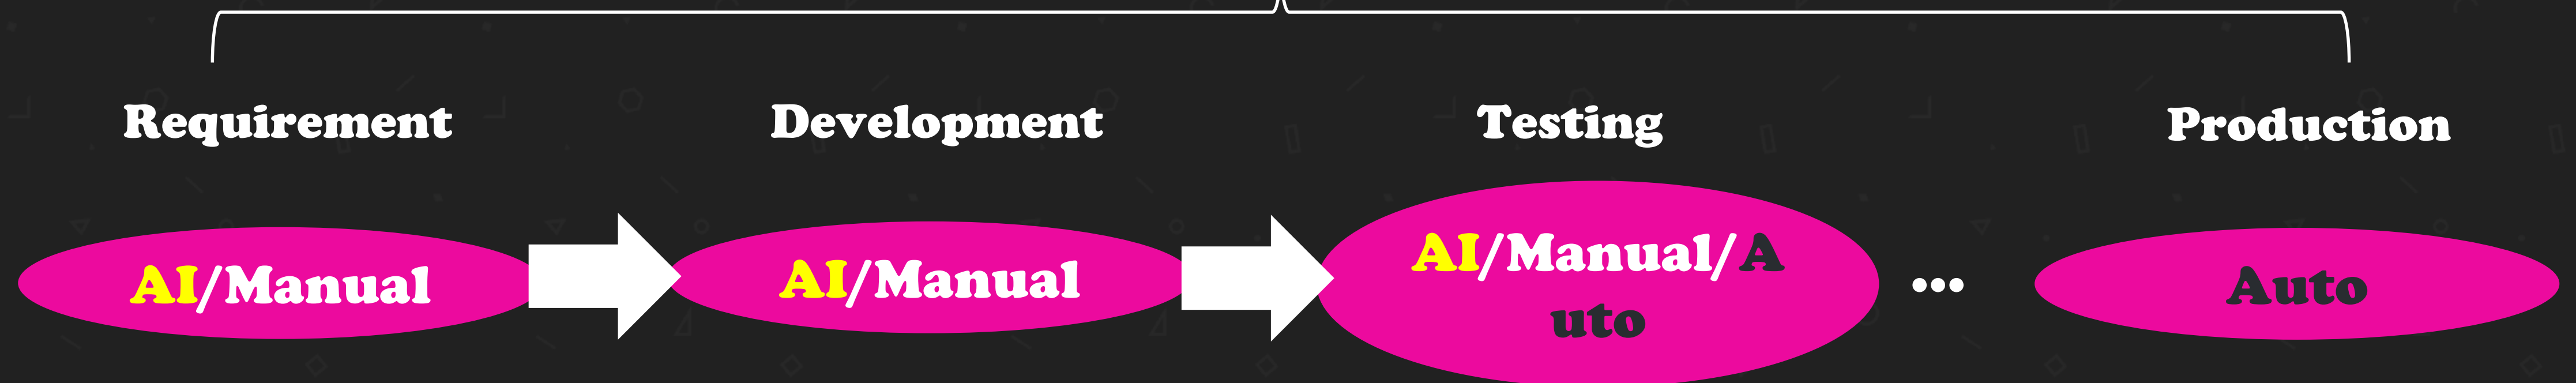 Requirement
Development
Testing
Production
AI/Manual
AI/Manual
AI/Manual/A
uto
...
Auto